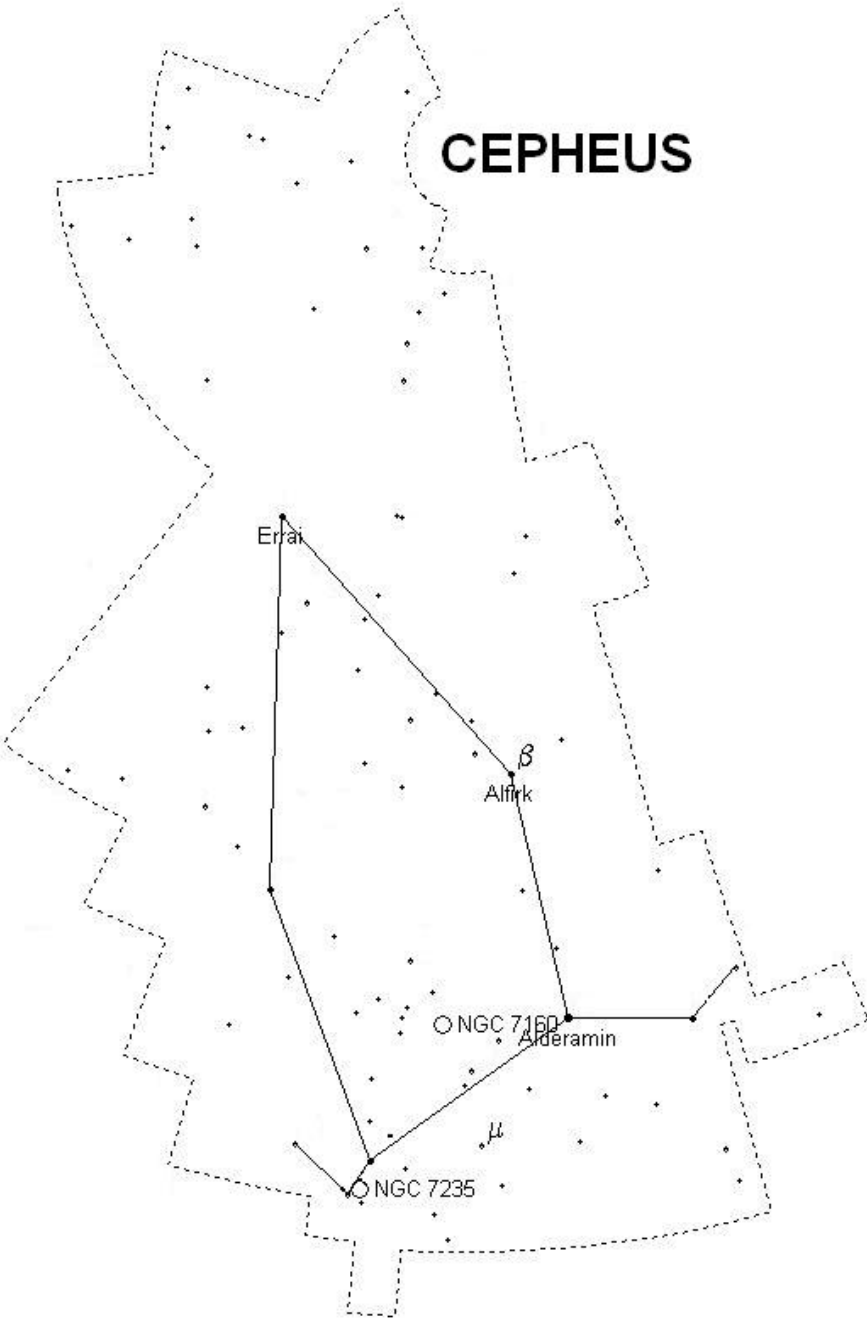 CEPHEUS
Errai
β
Alfirk
NGC 7160
Alderamin
μ
NGC 7235